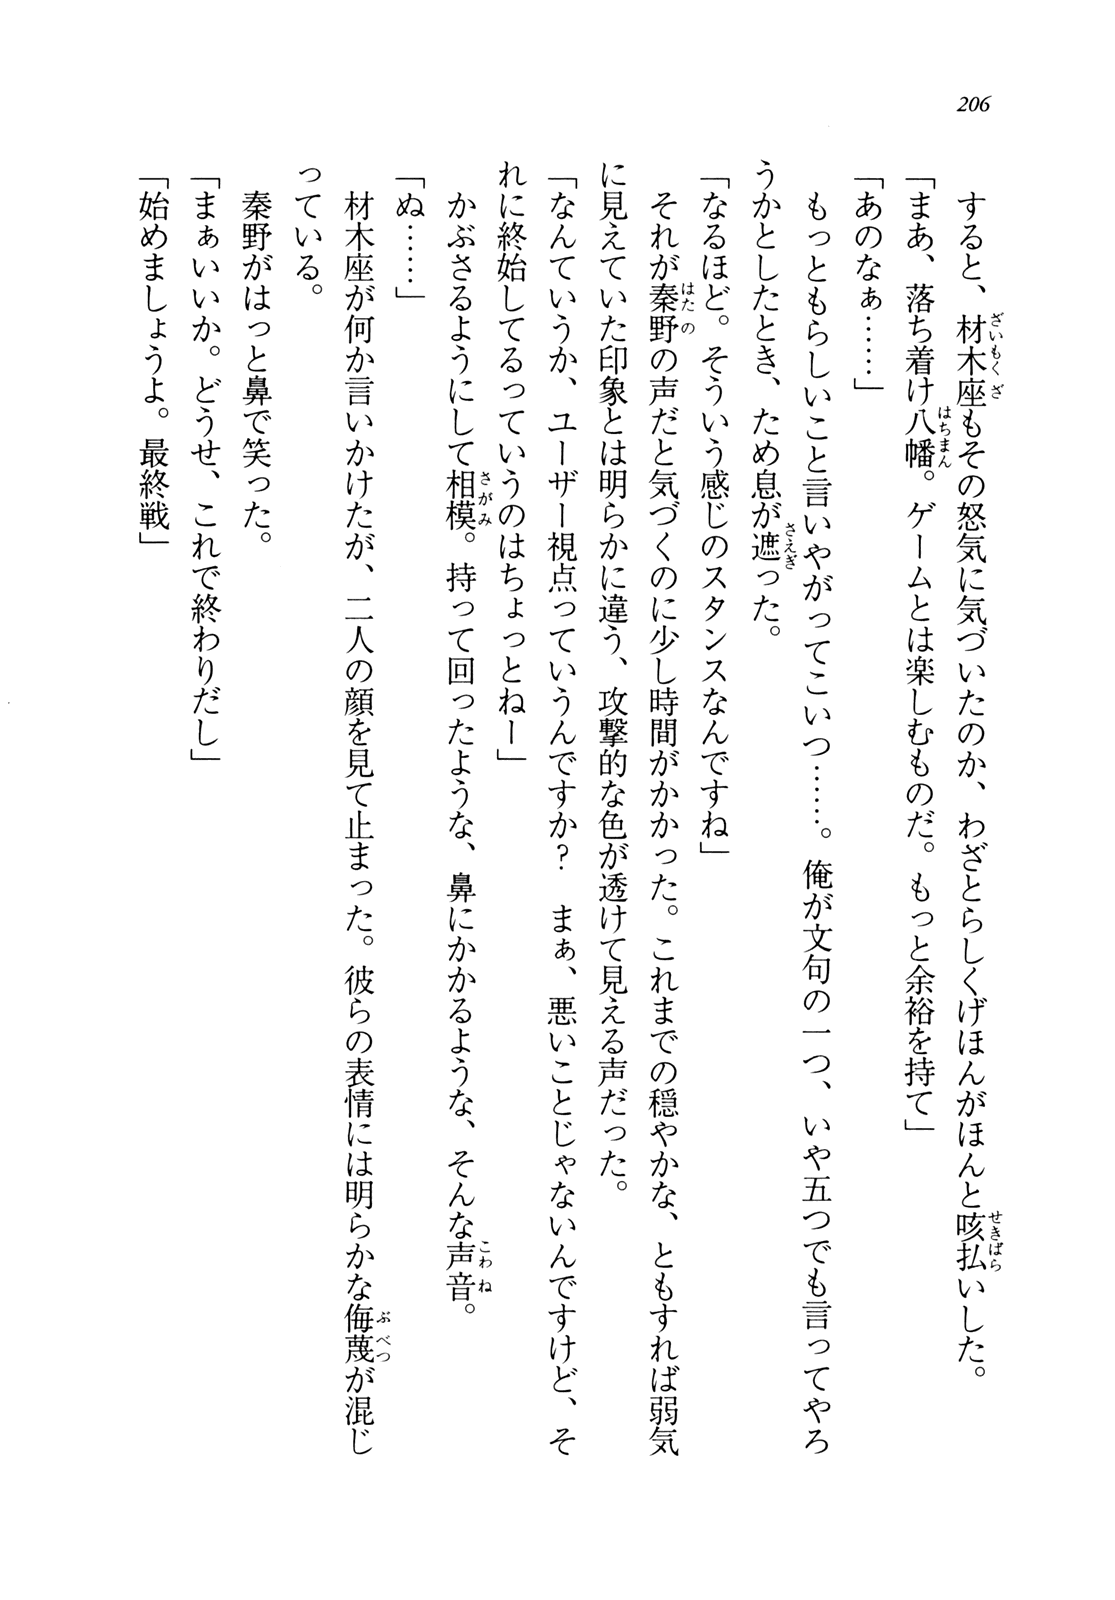 206
すると、材木座もその怒気に気づいたのか、わざとらしくげほんがほんと咳払いした。
「まあ、落ち着け八幡。ゲームとは楽しむものだ。もっと余裕を持て」
「あのなぁ……」
もっともらしいこと言いやがってこいつ……。俺が文句の一つ、いや五つでも言ってやろ
うかとしたとき、ため息が遮った。
「なるほど。そういう感じのスタンスなんですね」
それが秦野の声だと気づくのに少し時間がかかった。これまでの穏やかな、ともすれば弱気
に見えていた印象とは明らかに違う、攻撃的な色が透けて見える声だった。
「なんていうか、ユーザー視点っていうんですか?　まぁ、悪いことじゃないんですけど、そ
れに終始してるっていうのはちょっとねー」
かぶさるようにして相模。持って回ったような、鼻にかかるような、そんな声音。
「ぬ……」
材木座が何か言いかけたが、二人の顔を見て止まった。彼らの表情には明らかな侮蔑が混じ
っている。
秦野がはっと鼻で笑った。
「まぁいいか。どうせ、これで終わりだし」
「始めましょうよ。最終戦」